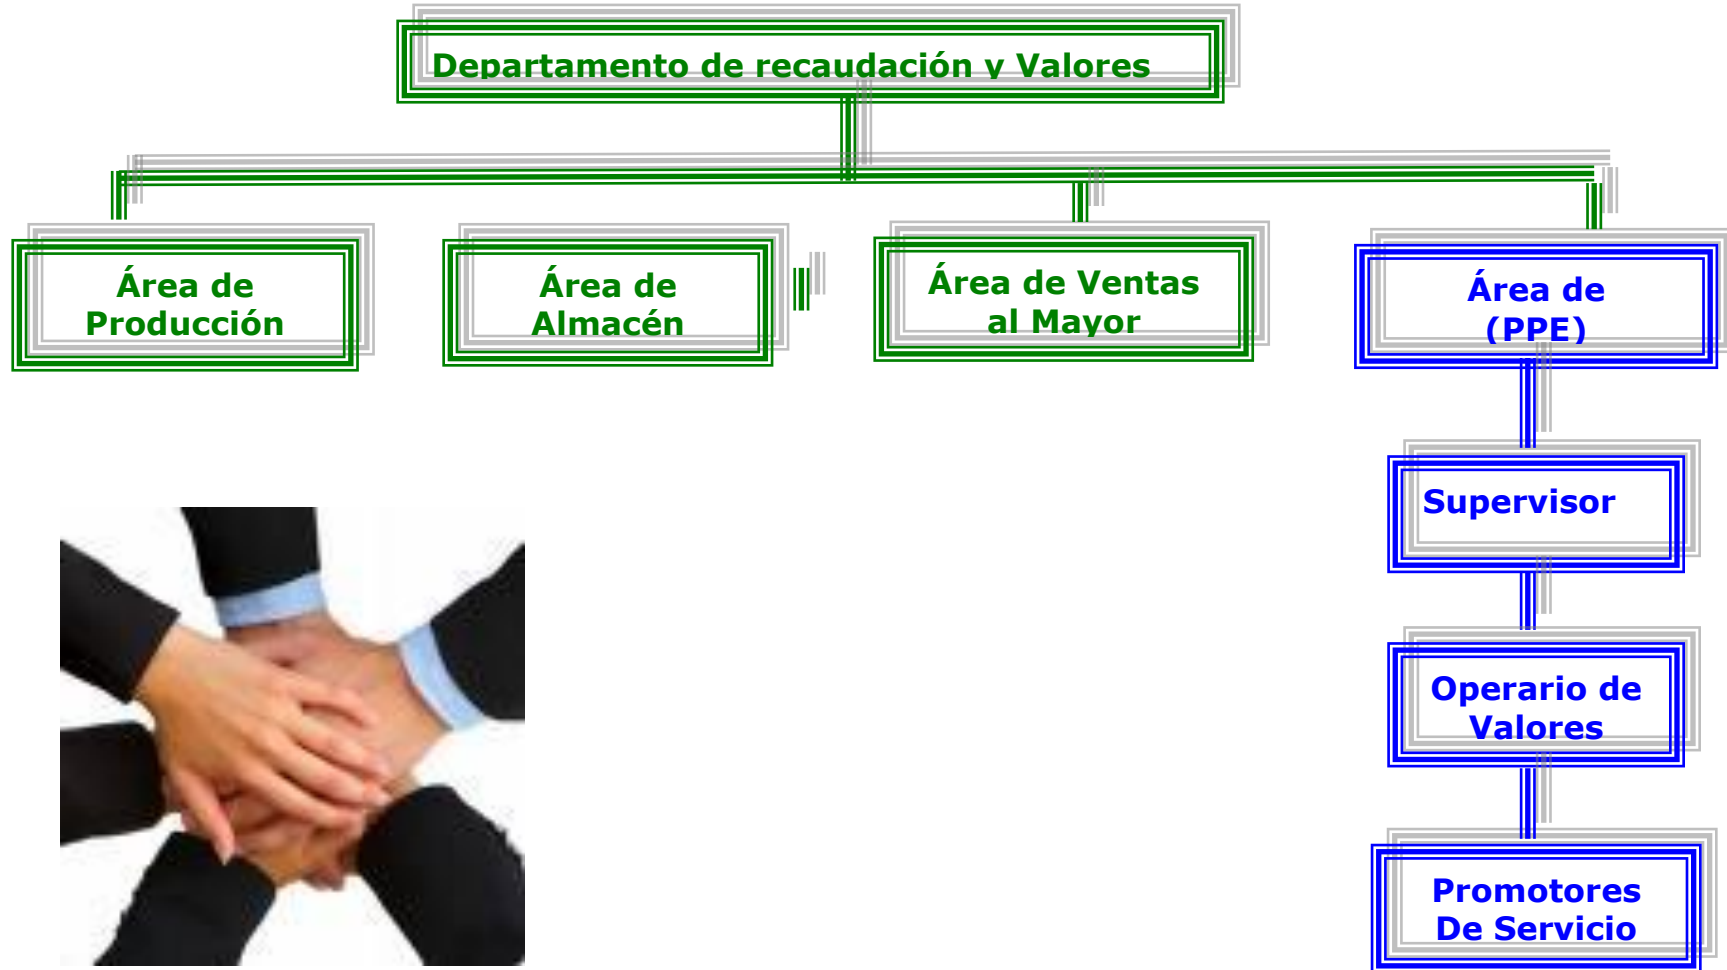 Departamento de recaudación y Valores
Área de
Producción
Área de
Almacén
Área de Ventas
al Mayor
Área de
(PPE)
Supervisor
Operario de
Valores
Promotores
De Servicio